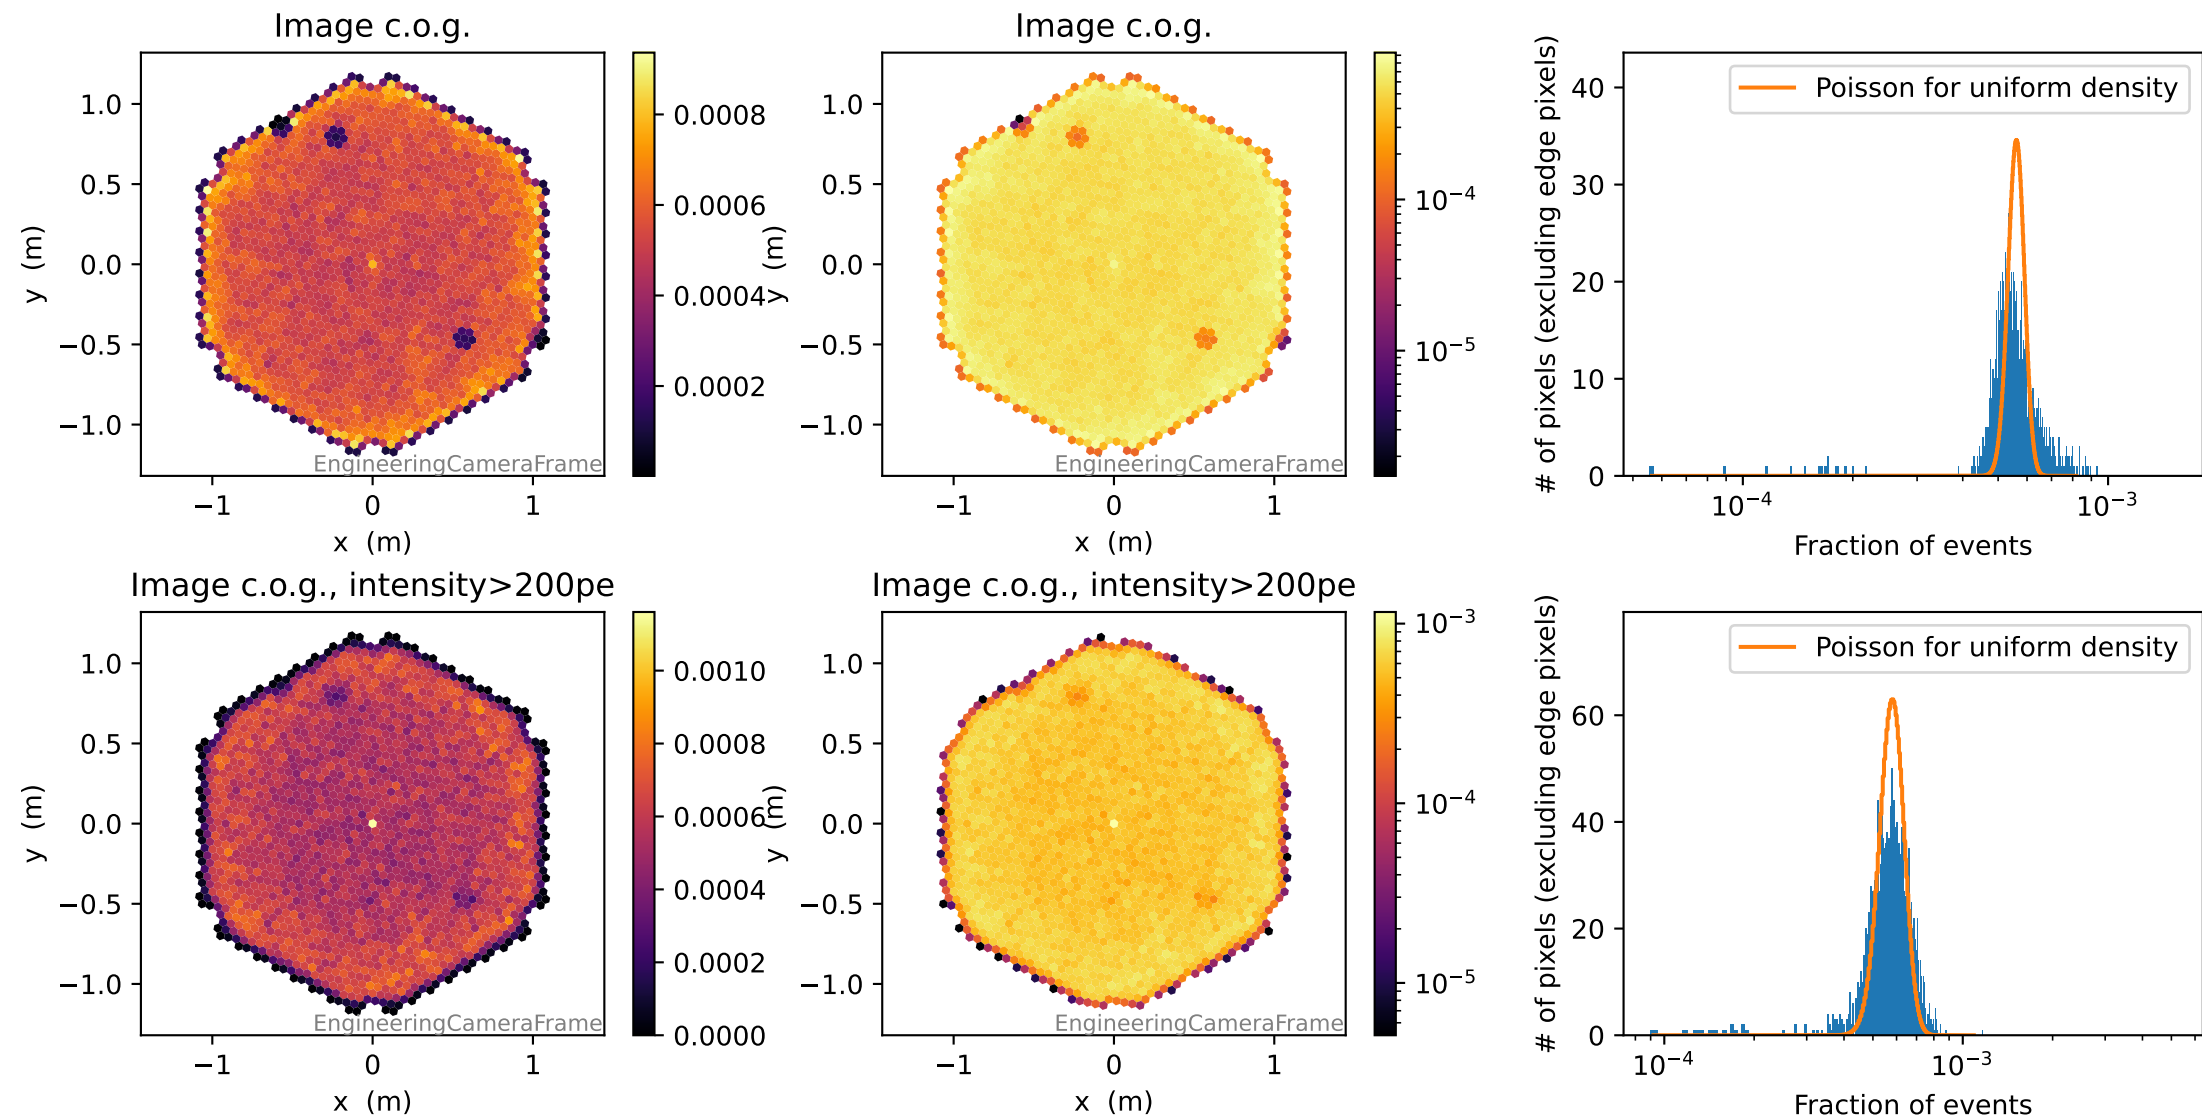 Image c.o.g.
1.0
0.5
0.0
−0.5
−1.0
y (m)
−1
0
1
x (m)
EngineeringCameraFrame
0.0008
0.0006
0.0004
0.0002
Image c.o.g.
1.0
0.5
0.0
−0.5
−1.0
y (m)
−1
0
1
x (m)
EngineeringCameraFrame
10⁻⁴
10⁻⁵
# of pixels (excluding edge pixels)
40
30
20
10
0
Poisson for uniform density
10⁻⁴
10⁻³
Fraction of events
Image c.o.g., intensity>200pe
1.0
0.5
0.0
−0.5
−1.0
y (m)
−1
0
1
x (m)
EngineeringCameraFrame
0.0010
0.0008
0.0006
0.0004
0.0002
0.0000
Image c.o.g., intensity>200pe
1.0
0.5
0.0
−0.5
−1.0
y (m)
−1
0
1
x (m)
EngineeringCameraFrame
10⁻³
10⁻⁴
10⁻⁵
# of pixels (excluding edge pixels)
60
40
20
0
Poisson for uniform density
10⁻⁴
10⁻³
Fraction of events